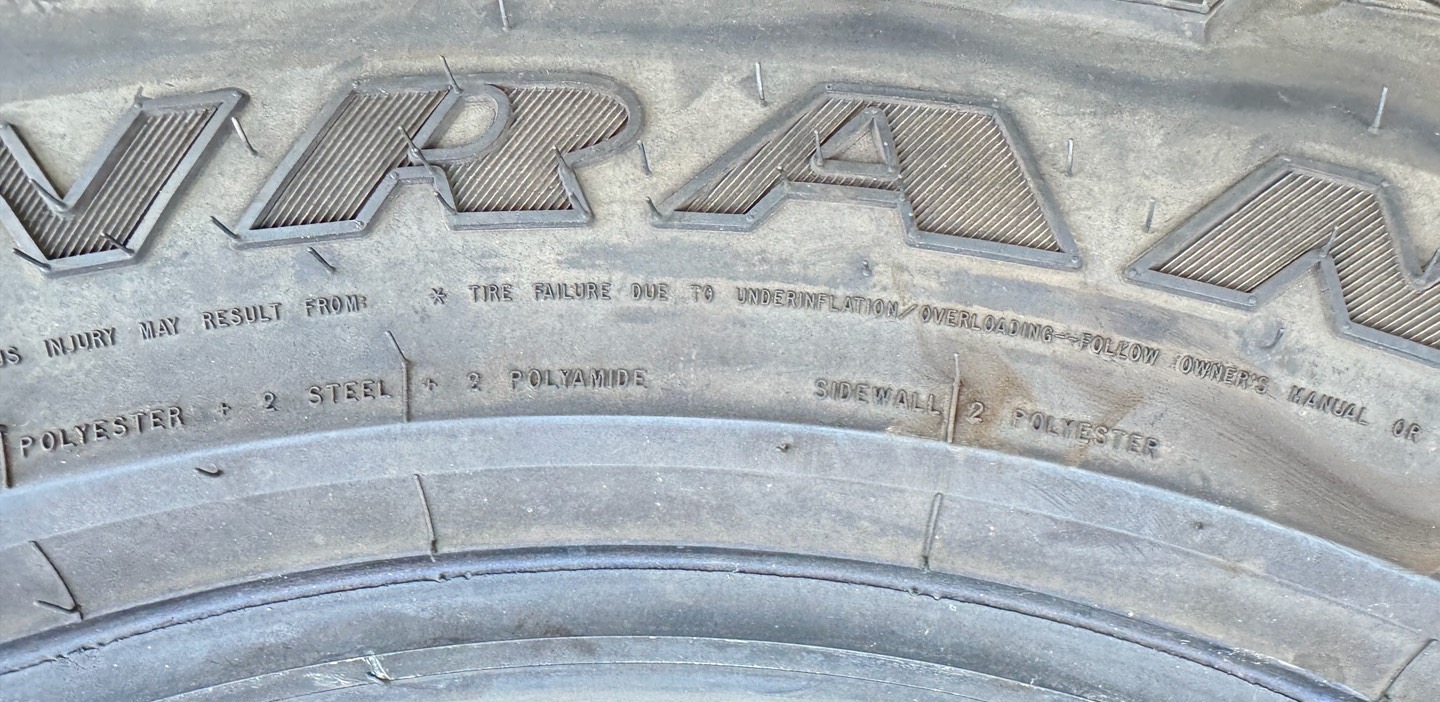 VRAN
US INJURY MAY RESULT FROM: * TIRE FAILURE DUE TO UNDERINFLATION/OVERLOADING--FOLLOW OWNER'S MANUAL OR
POLYESTER + 2 STEEL + 2 POLYAMIDE SIDEWALL 2 POLYESTER